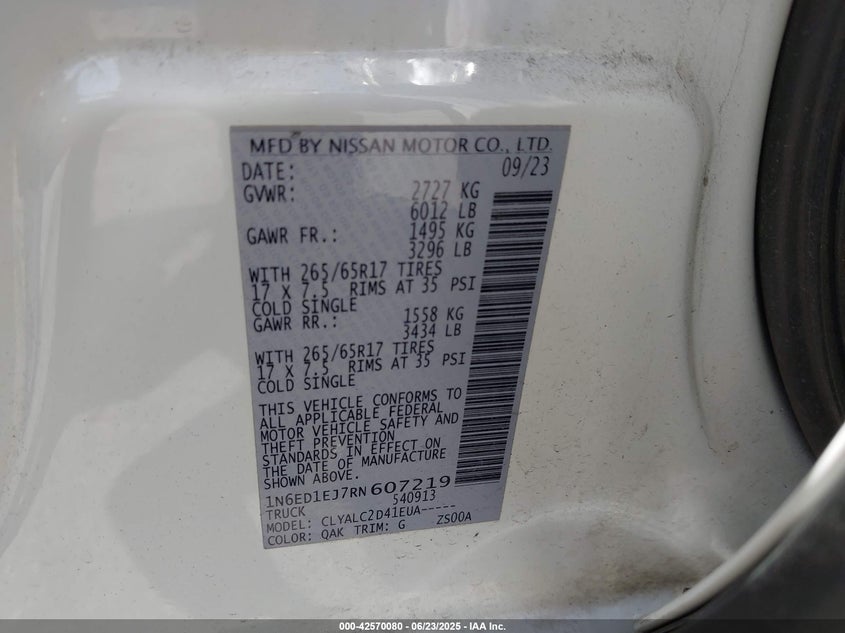 MFD BY NISSAN MOTOR CO., LTD.
DATE: 09/23
GVWR: 2727 KG
6012 LB
GAWR FR.: 1495 KG
3296 LB
WITH 265/65R17 TIRES
17 X 7.5 RIMS AT 35 PSI
COLD SINGLE
GAWR RR.: 1558 KG
3434 LB
WITH 265/65R17 TIRES
17 X 7.5 RIMS AT 35 PSI
COLD SINGLE
THIS VEHICLE CONFORMS TO
ALL APPLICABLE FEDERAL
MOTOR VEHICLE SAFETY AND
THEFT PREVENTION
STANDARDS IN EFFECT ON
THE DATE OF MANUFACTURE
SHOWN ABOVE.
1N6ED1EJ7RN607219
TRUCK 540913
MODEL: CLYALC2D41EUA-----
COLOR: QAK TRIM: G ZS00A
000-42570080 - 06/23/2025 - IAA Inc.